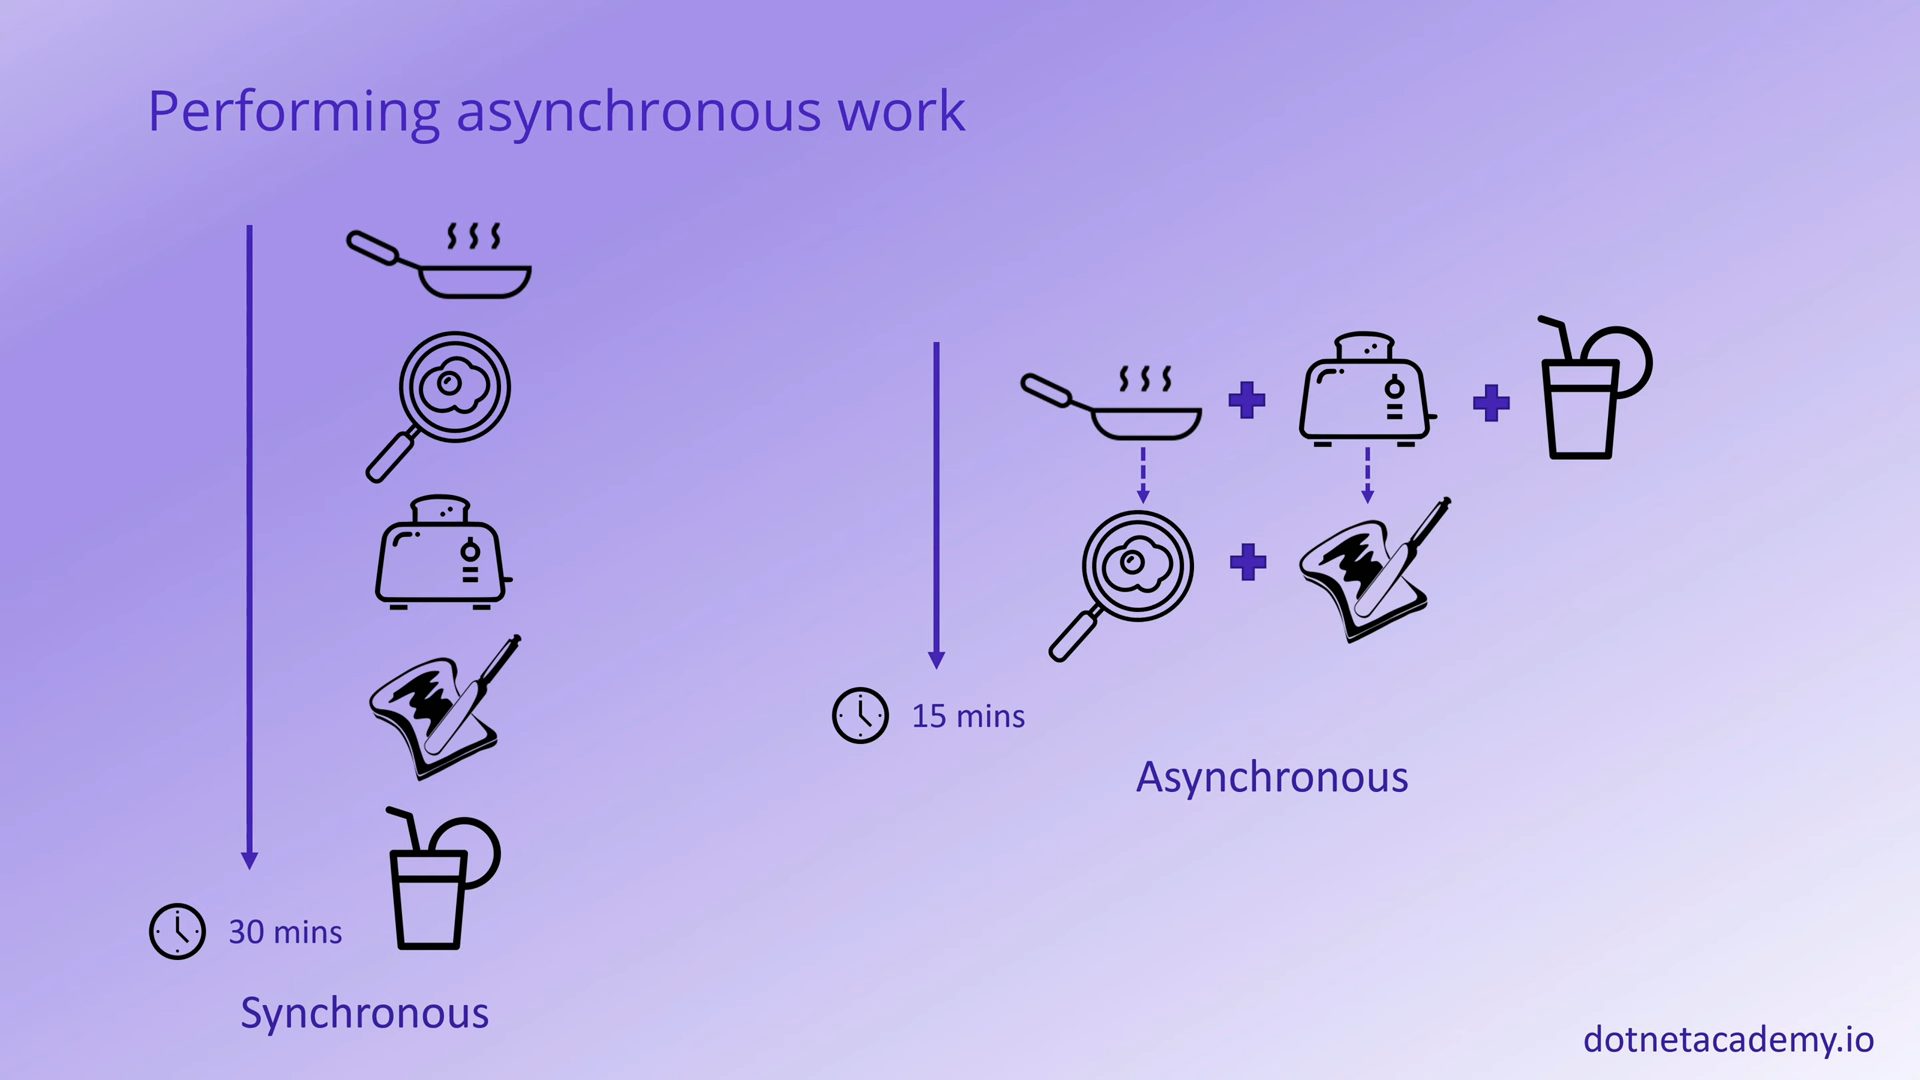 Performing asynchronous work
30 mins
Synchronous
15 mins
Asynchronous
dotnetacademy.io